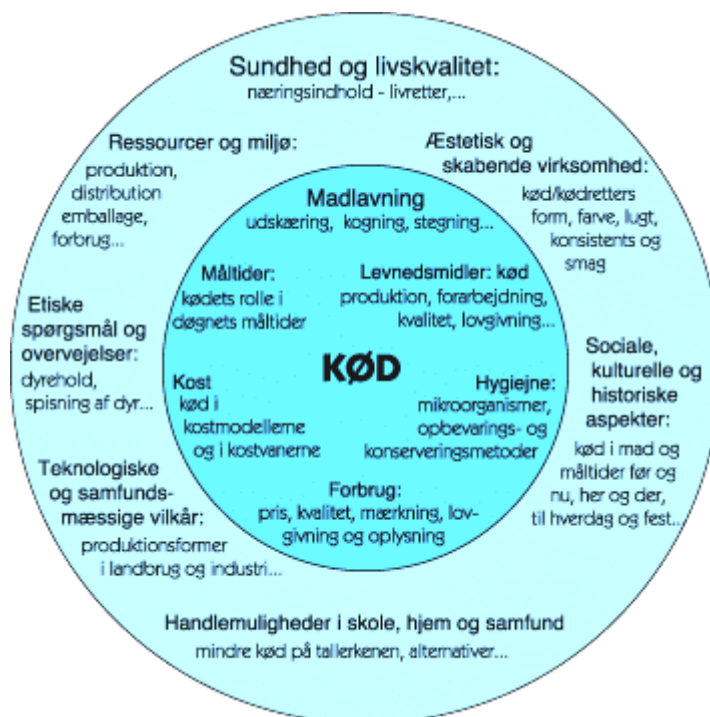 Sundhed og livskvalitet:
næringsindhold - livretter,...
Ressourcer og miljø:
produktion,
distribution
emballage,
forbrug...
Æstetisk og
skabende virksomhed:
kød/kødretters
form, farve, lugt,
konsistents og
smag
Madlavning
udskæring, kogning, stegning...
Måltider:
kødets rolle i
døgnets måltider
Levnedsmidler: kød
produktion, forarbejdning,
kvalitet, lovgivning...
Etiske
spørgsmål og
overvejelser:
dyrehold,
spisning af dyr...
KØD
Sociale,
kulturelle og
historiske
aspekter:
kød i mad og
måltider før og
nu, her og der,
til hverdag og fest...
Kost
kød i
kostmodellerne
og i kostvanerne
Hygiejne:
mikroorganismer,
opbevarings- og
konserveringsmetoder
Teknologiske
og samfunds-
mæssige vilkår:
produktionsformer
i landbrug og industri...
Forbrug:
pris, kvalitet, mærkning, lov-
givning og oplysning
Handlemuligheder i skole, hjem og samfund
mindre kød på tallerkenen, alternativer...